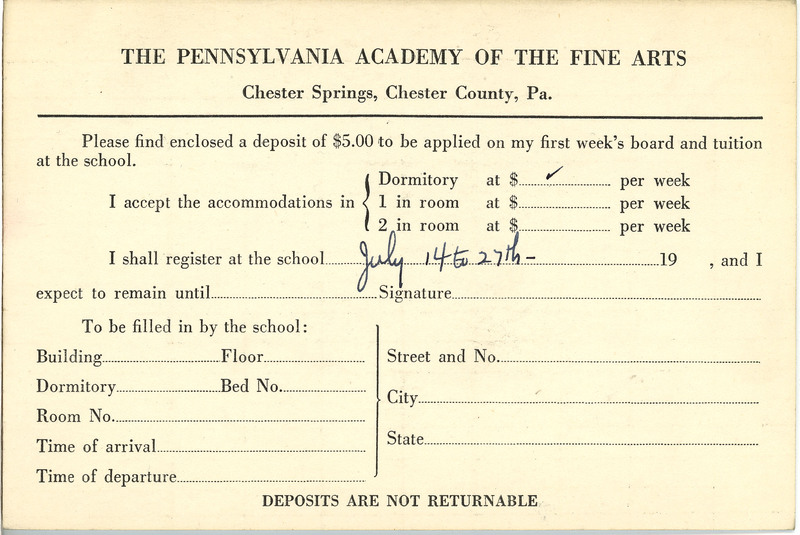 THE PENNSYLVANIA ACADEMY OF THE FINE ARTS
Chester Springs, Chester County, Pa.
Please find enclosed a deposit of $5.00 to be applied on my first week's board and tuition
at the school.
I accept the accommodations in
Dormitory at $ ✓ per week
1 in room at $ per week
2 in room at $ per week
I shall register at the school July 14 to 27th - 19 , and I
expect to remain until Signature
To be filled in by the school:
Building Floor
Dormitory Bed No.
Room No.
Time of arrival
Time of departure
Street and No.
City
State
DEPOSITS ARE NOT RETURNABLE